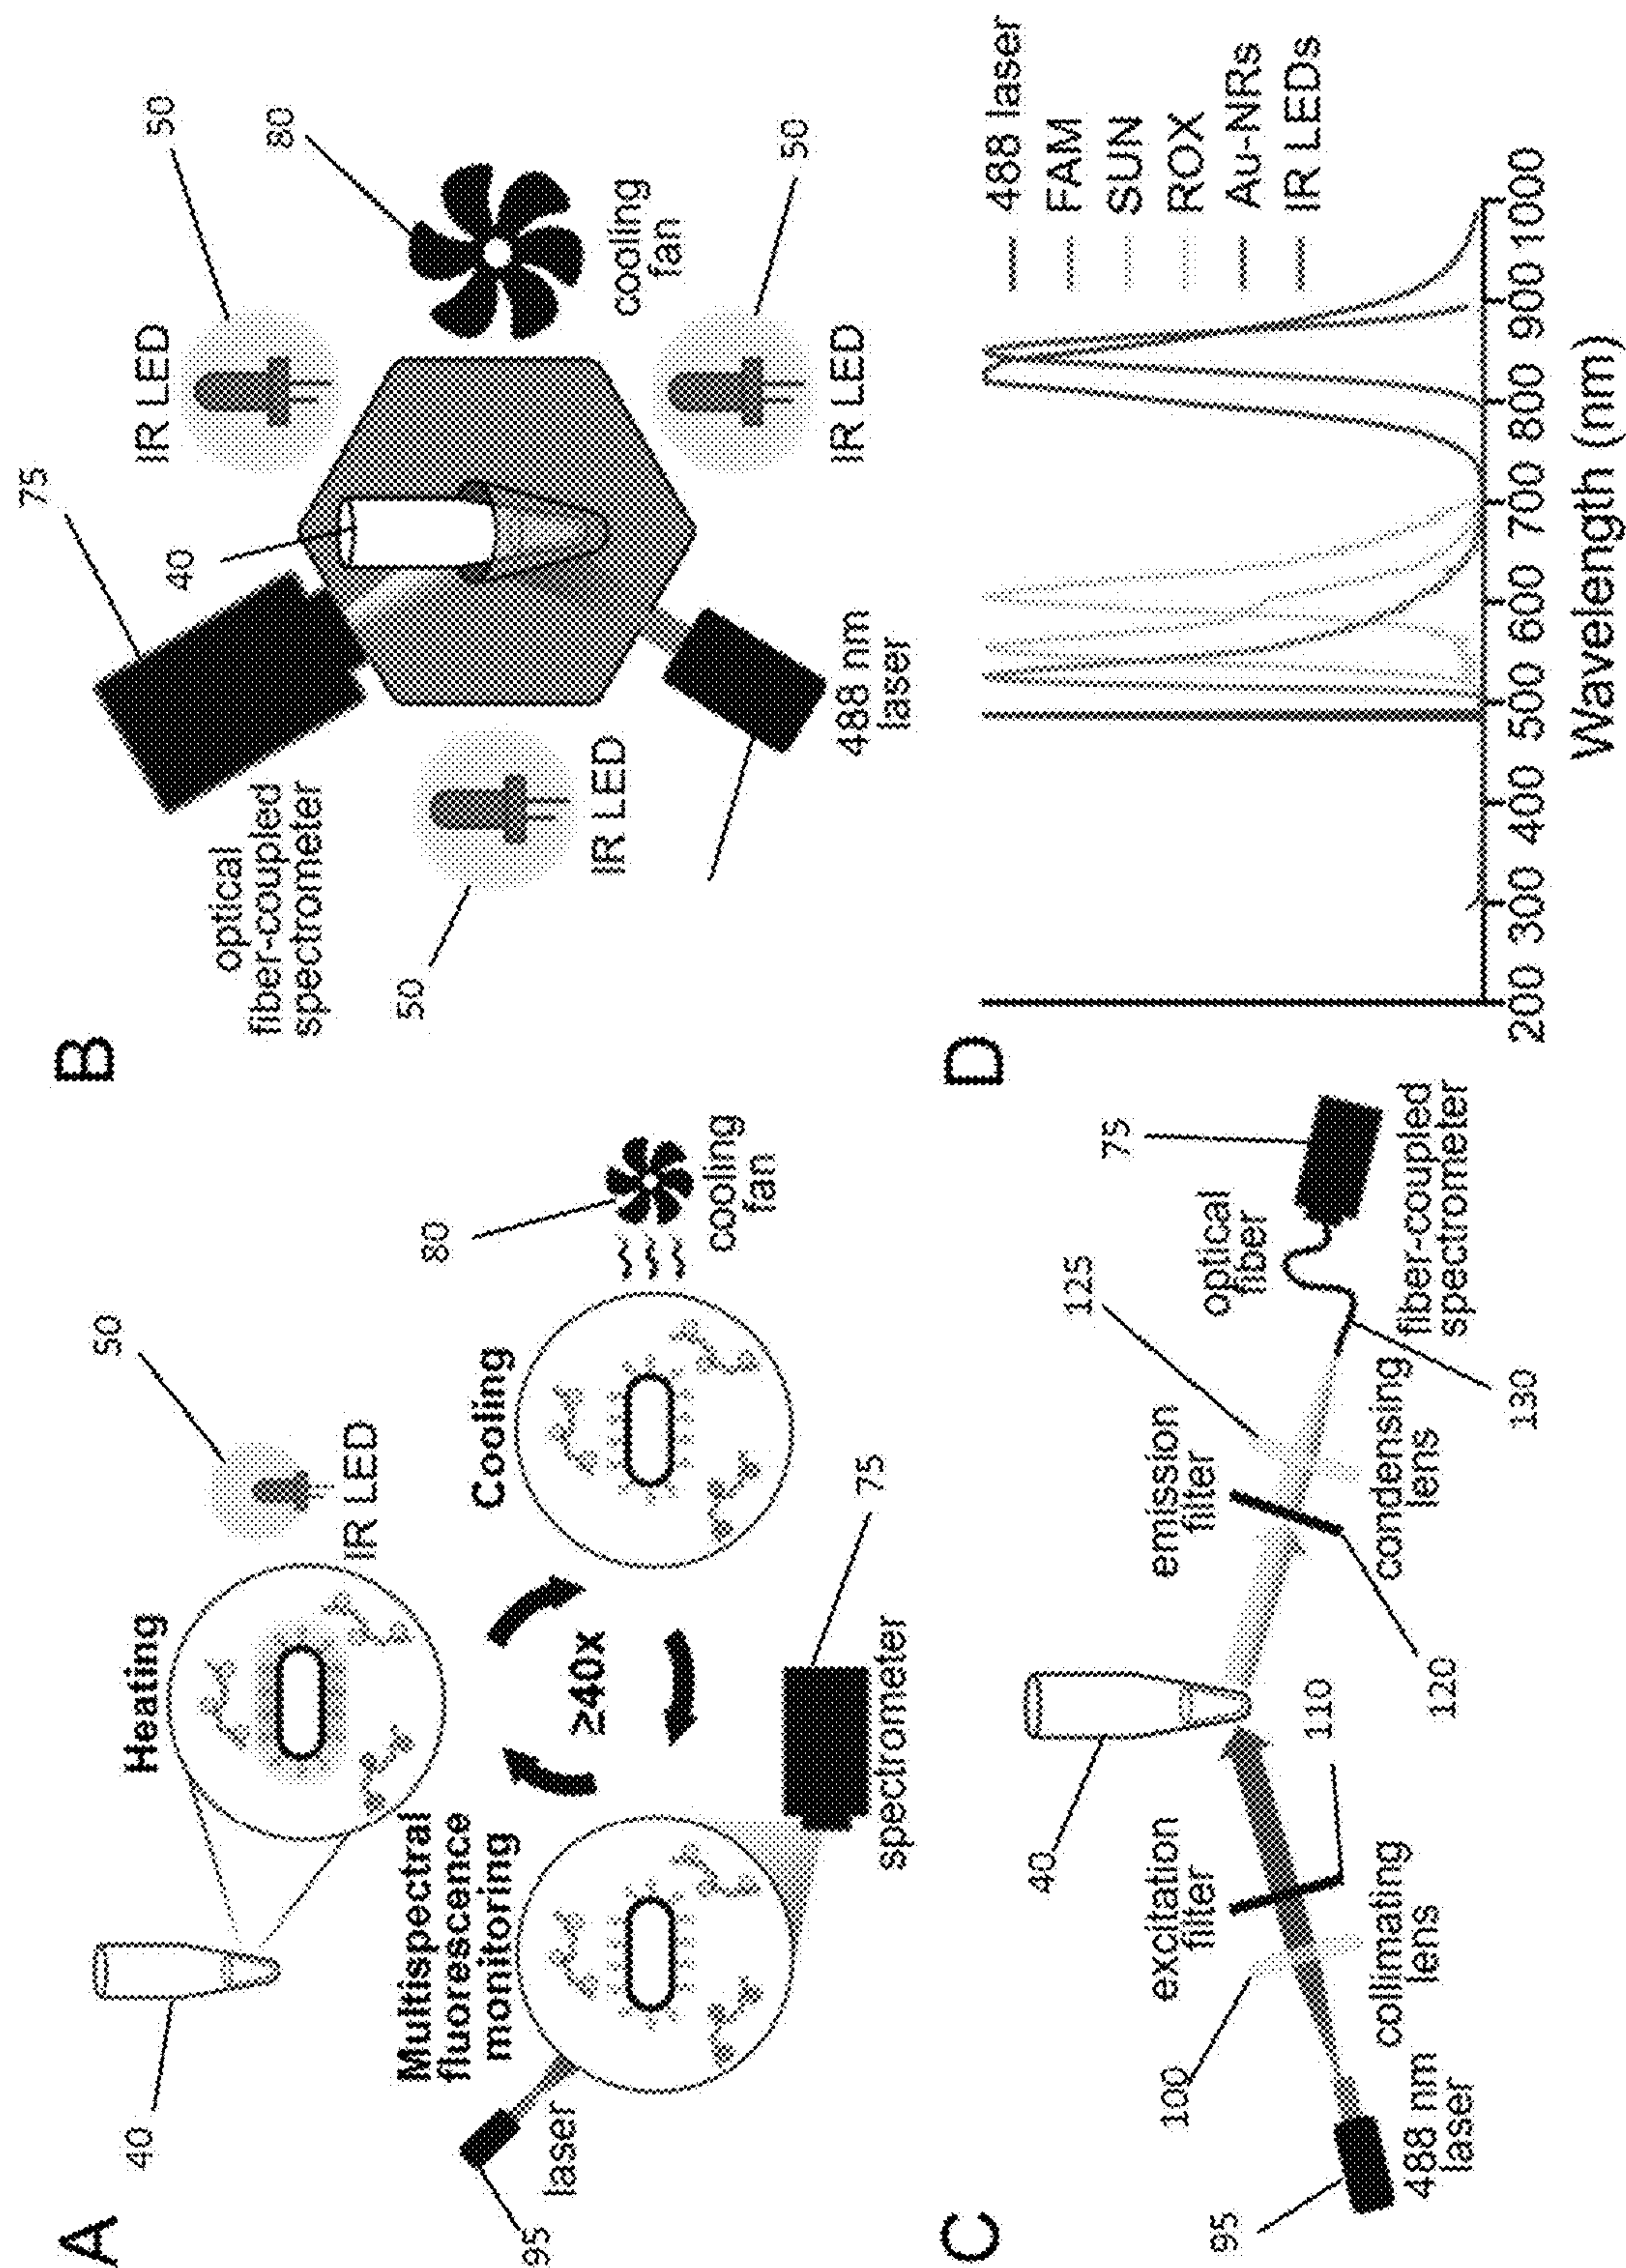 A
40
Heating
50
IR LED
Multispectral
fluorescence
monitoring
≥40x
Cooling
80
cooling
fan
95
laser
75
spectrometer
B
optical
fiber-coupled
spectrometer
75
40
IR LED
50
80
cooling
fan
50
IR LED
488 nm
laser
IR LED
50
C
95
488 nm
laser
100
collimating
lens
excitation
filter
110
40
emission
filter
120
125
condensing
lens
optical
fiber
130
75
fiber-coupled
spectrometer
D
488 laser
FAM
SUN
ROX
Au-NRs
IR LEDs
200 300 400 500 600 700 800 900 1000
Wavelength (nm)